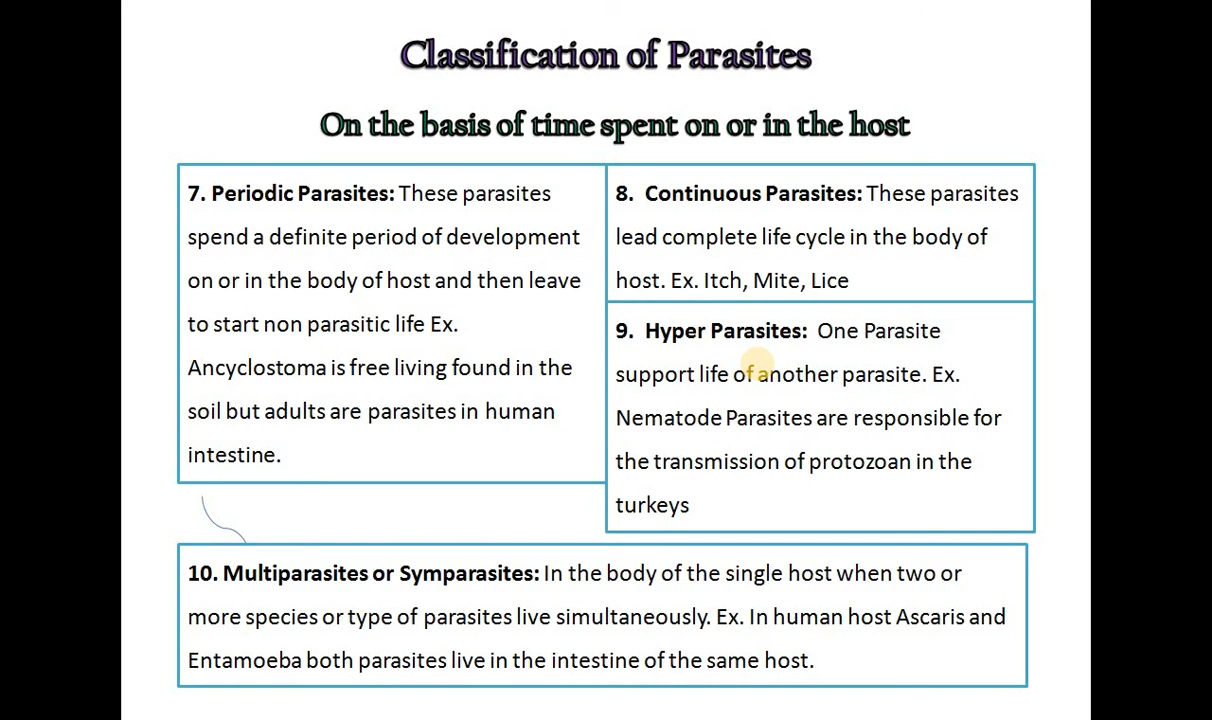 Classification of Parasites
On the basis of time spent on or in the host
7. Periodic Parasites: These parasites
spend a definite period of development
on or in the body of host and then leave
to start non parasitic life Ex.
Ancyclostoma is free living found in the
soil but adults are parasites in human
intestine.
8. Continuous Parasites: These parasites
lead complete life cycle in the body of
host. Ex. Itch, Mite, Lice
9. Hyper Parasites: One Parasite
support life of another parasite. Ex.
Nematode Parasites are responsible for
the transmission of protozoan in the
turkeys
10. Multiparasites or Symparasites: In the body of the single host when two or
more species or type of parasites live simultaneously. Ex. In human host Ascaris and
Entamoeba both parasites live in the intestine of the same host.